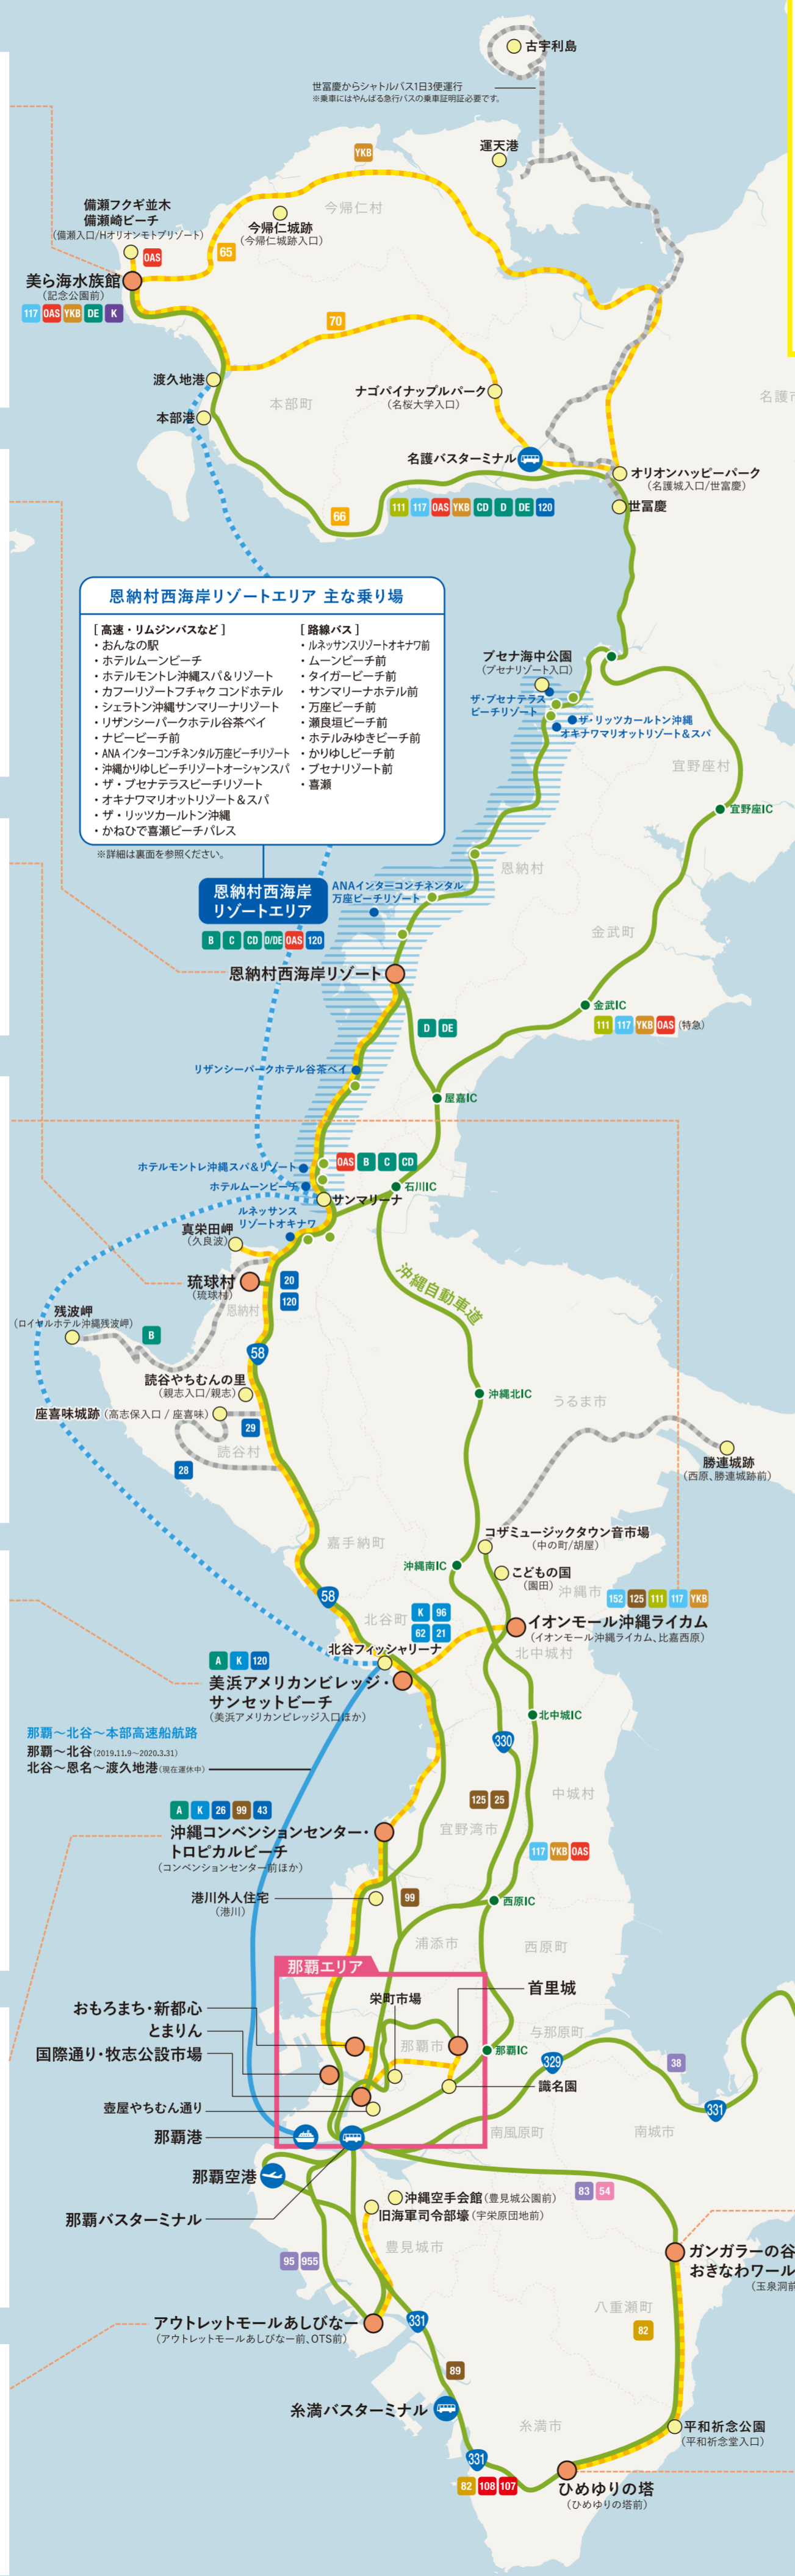 古宇利島
世冨慶からシャトルバス1日3便運行
※乗車にはやんばる急行バスの乗車証明証必要です。
運天港
YKB
今帰仁村
備瀬フクギ並木
備瀬崎ビーチ
(備瀬入口/Hオリオンモトブリゾート)
今帰仁城跡
(今帰仁城跡入口)
OAS
65
美ら海水族館
(記念公園前)
117 OAS YKB DE K
70
渡久地港
本部港
本部町
ナゴパイナップルパーク
(名桜大学入口)
名護市
名護バスターミナル
オリオンハッピーパーク
(名護城入口/世冨慶)
世冨慶
66
111 117 OAS YKB CD D DE 120
恩納村西海岸リゾートエリア 主な乗り場
[ 高速・リムジンバスなど ]
・おんなの駅
・ホテルムーンビーチ
・ホテルモントレ沖縄スパ&リゾート
・カフーリゾートフチャク コンドホテル
・シェラトン沖縄サンマリーナリゾート
・リザンシーパークホテル谷茶ベイ
・ナビービーチ前
・ANA インターコンチネンタル万座ビーチリゾート
・沖縄かりゆしビーチリゾートオーシャンスパ
・ザ・ブセナテラスビーチリゾート
・オキナワマリオットリゾート&スパ
・ザ・リッツカールトン沖縄
・かねひで喜瀬ビーチパレス
[ 路線バス ]
・ルネッサンスリゾートオキナワ前
・ムーンビーチ前
・タイガービーチ前
・サンマリーナホテル前
・万座ビーチ前
・瀬良垣ビーチ前
・ホテルみゆきビーチ前
・かりゆしビーチ前
・ブセナリゾート前
・喜瀬
※詳細は裏面を参照ください。
ブセナ海中公園
(ブセナリゾート入口)
ザ・ブセナテラス
ビーチリゾート
ザ・リッツカールトン沖縄
オキナワマリオットリゾート&スパ
宜野座村
宜野座IC
恩納村
恩納村西海岸
リゾートエリア
ANAインターコンチネンタル
万座ビーチリゾート
B C CD D/DE OAS 120
金武町
恩納村西海岸リゾート
金武IC
111 117 YKB OAS (特急)
D DE
リザンシーパークホテル谷茶ベイ
屋嘉IC
OAS B C CD
ホテルモントレ沖縄スパ&リゾート
ホテルムーンビーチ
石川IC
サンマリーナ
ルネッサンス
リゾートオキナワ
真栄田岬
(久良波)
沖縄自動車道
琉球村
(琉球村)
20
120
恩納村
残波岬
(ロイヤルホテル沖縄残波岬)
B
58
読谷やちむんの里
(親志入口/親志)
座喜味城跡 (高志保入口 / 座喜味)
沖縄北IC
うるま市
29
読谷村
28
勝連城跡
(西原、勝連城跡前)
嘉手納町
コザミュージックタウン音市場
(中の町/胡屋)
沖縄南IC
こどもの国
(園田)
沖縄市
58
152 125 111 117 YKB
北谷町
K 96
62 21
イオンモール沖縄ライカム
(イオンモール沖縄ライカム、比嘉西原)
北谷フィッシャリーナ
北中城村
A K 120
美浜アメリカンビレッジ・
サンセットビーチ
(美浜アメリカンビレッジ入口ほか)
北中城IC
那覇〜北谷〜本部高速船航路
那覇〜北谷(2019.11.9〜2020.3.31)
北谷〜恩名〜渡久地港(現在運休中)
330
中城村
125 25
A K 26 99 43
沖縄コンベンションセンター・
トロピカルビーチ
(コンベンションセンター前ほか)
宜野湾市
117 YKB OAS
港川外人住宅
(港川)
99
西原IC
浦添市
西原町
那覇エリア
首里城
栄町市場
おもろまち・新都心
とまりん
国際通り・牧志公設市場
那覇市
与那原町
那覇IC
329
38
識名園
壺屋やちむん通り
331
那覇港
南風原町
南城市
那覇空港
83 54
那覇バスターミナル
沖縄空手会館(豊見城公園前)
旧海軍司令部壕(宇栄原団地前)
豊見城市
95 955
ガンガラーの谷
おきなわワール
(玉泉洞前
八重瀬町
82
アウトレットモールあしびなー
(アウトレットモールあしびなー前、OTS前)
331
89
糸満バスターミナル
糸満市
平和祈念公園
(平和祈念堂入口)
331
82 108 107
ひめゆりの塔
(ひめゆりの塔前)